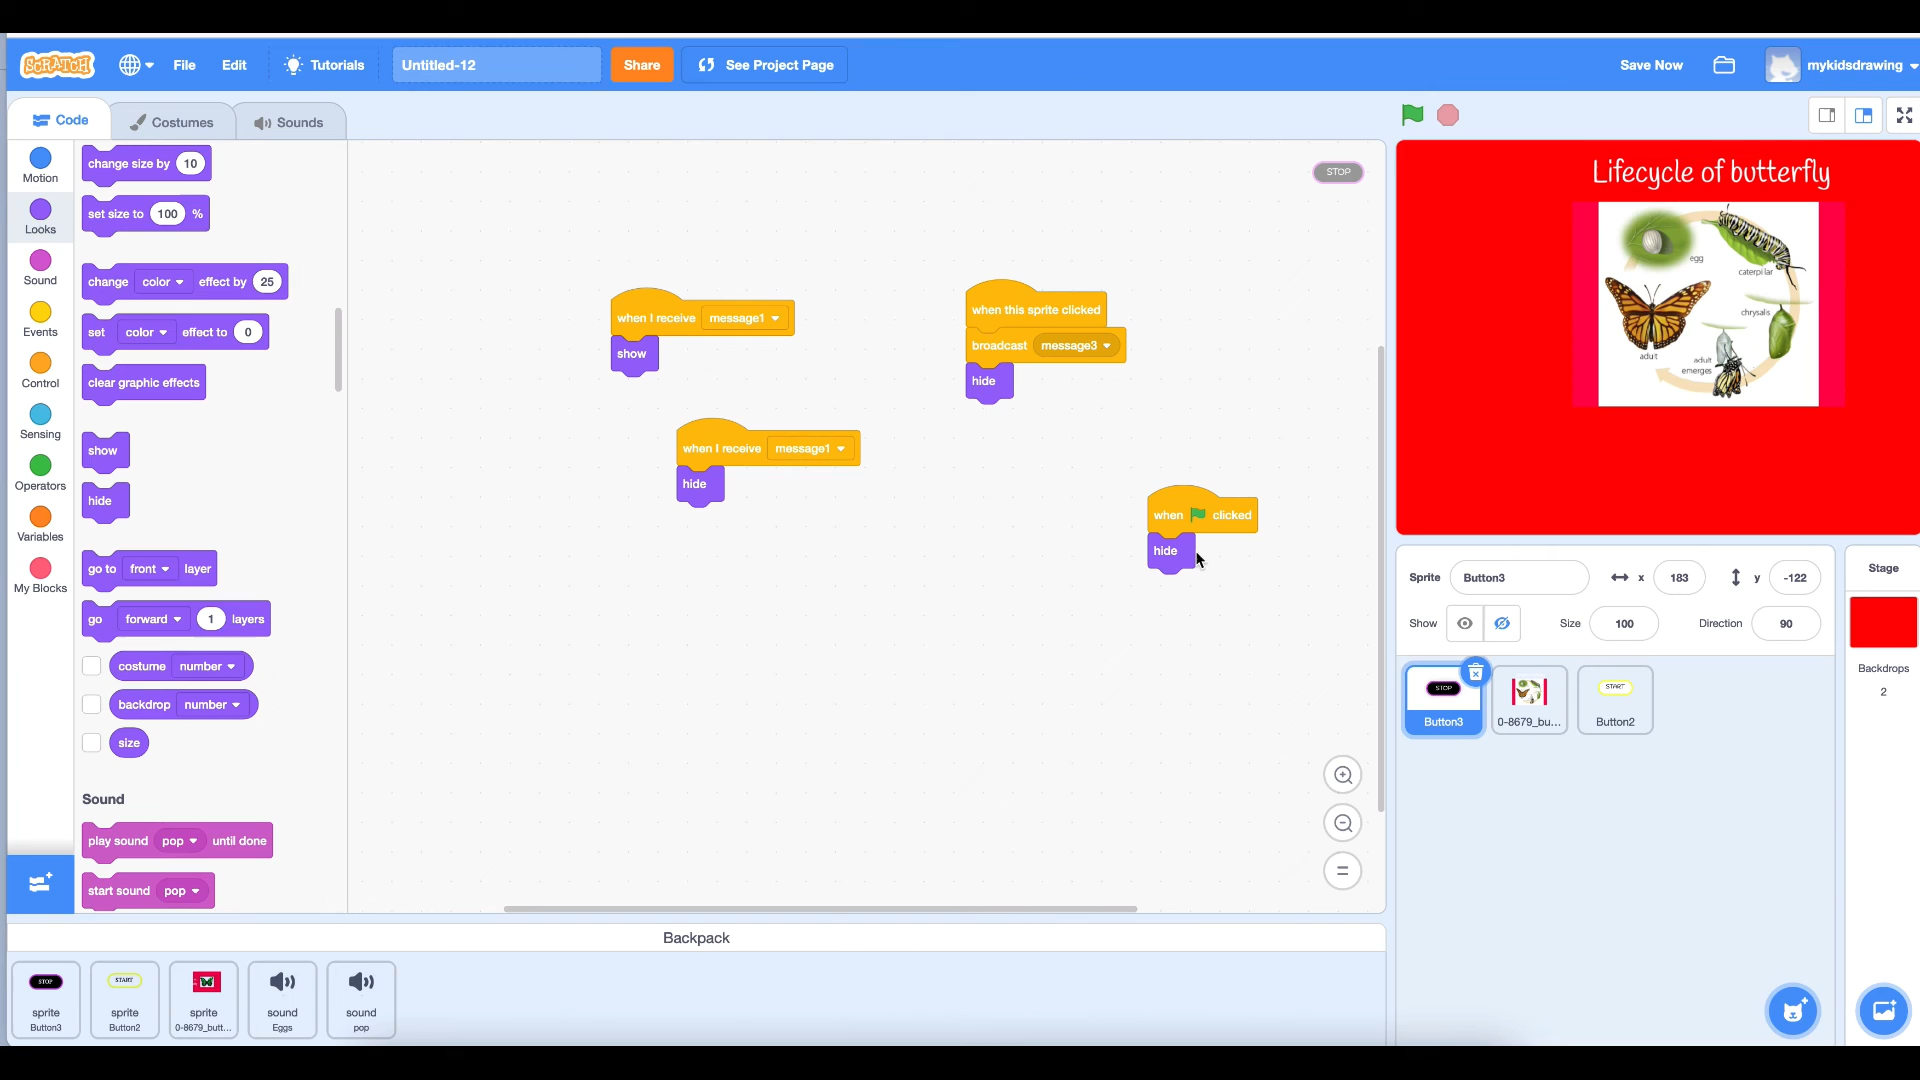 SCRATCH
File
Edit
Tutorials
Untitled-12
Share
See Project Page
Save Now
mykidsdrawing
Code
Costumes
Sounds
Motion
Looks
Sound
Events
Control
Sensing
Operators
Variables
My Blocks
change size by 10
set size to 100 %
change color effect by 25
set color effect to 0
clear graphic effects
show
hide
go to front layer
go forward 1 layers
costume number
backdrop number
size
Sound
play sound pop until done
start sound pop
when I receive message1
show
when I receive message1
hide
when this sprite clicked
broadcast message3
hide
when clicked
hide
STOP
Lifecycle of butterfly
egg
caterpillar
chrysalis
adult
emerges
adult
Sprite Button3 x 183 y -122
Show Size 100 Direction 90
STOP
Button3
0-8679_bu...
START
Button2
Stage
Backdrops
2
Backpack
STOP
sprite
Button3
START
sprite
Button2
sprite
0-8679_butt...
sound
Eggs
sound
pop